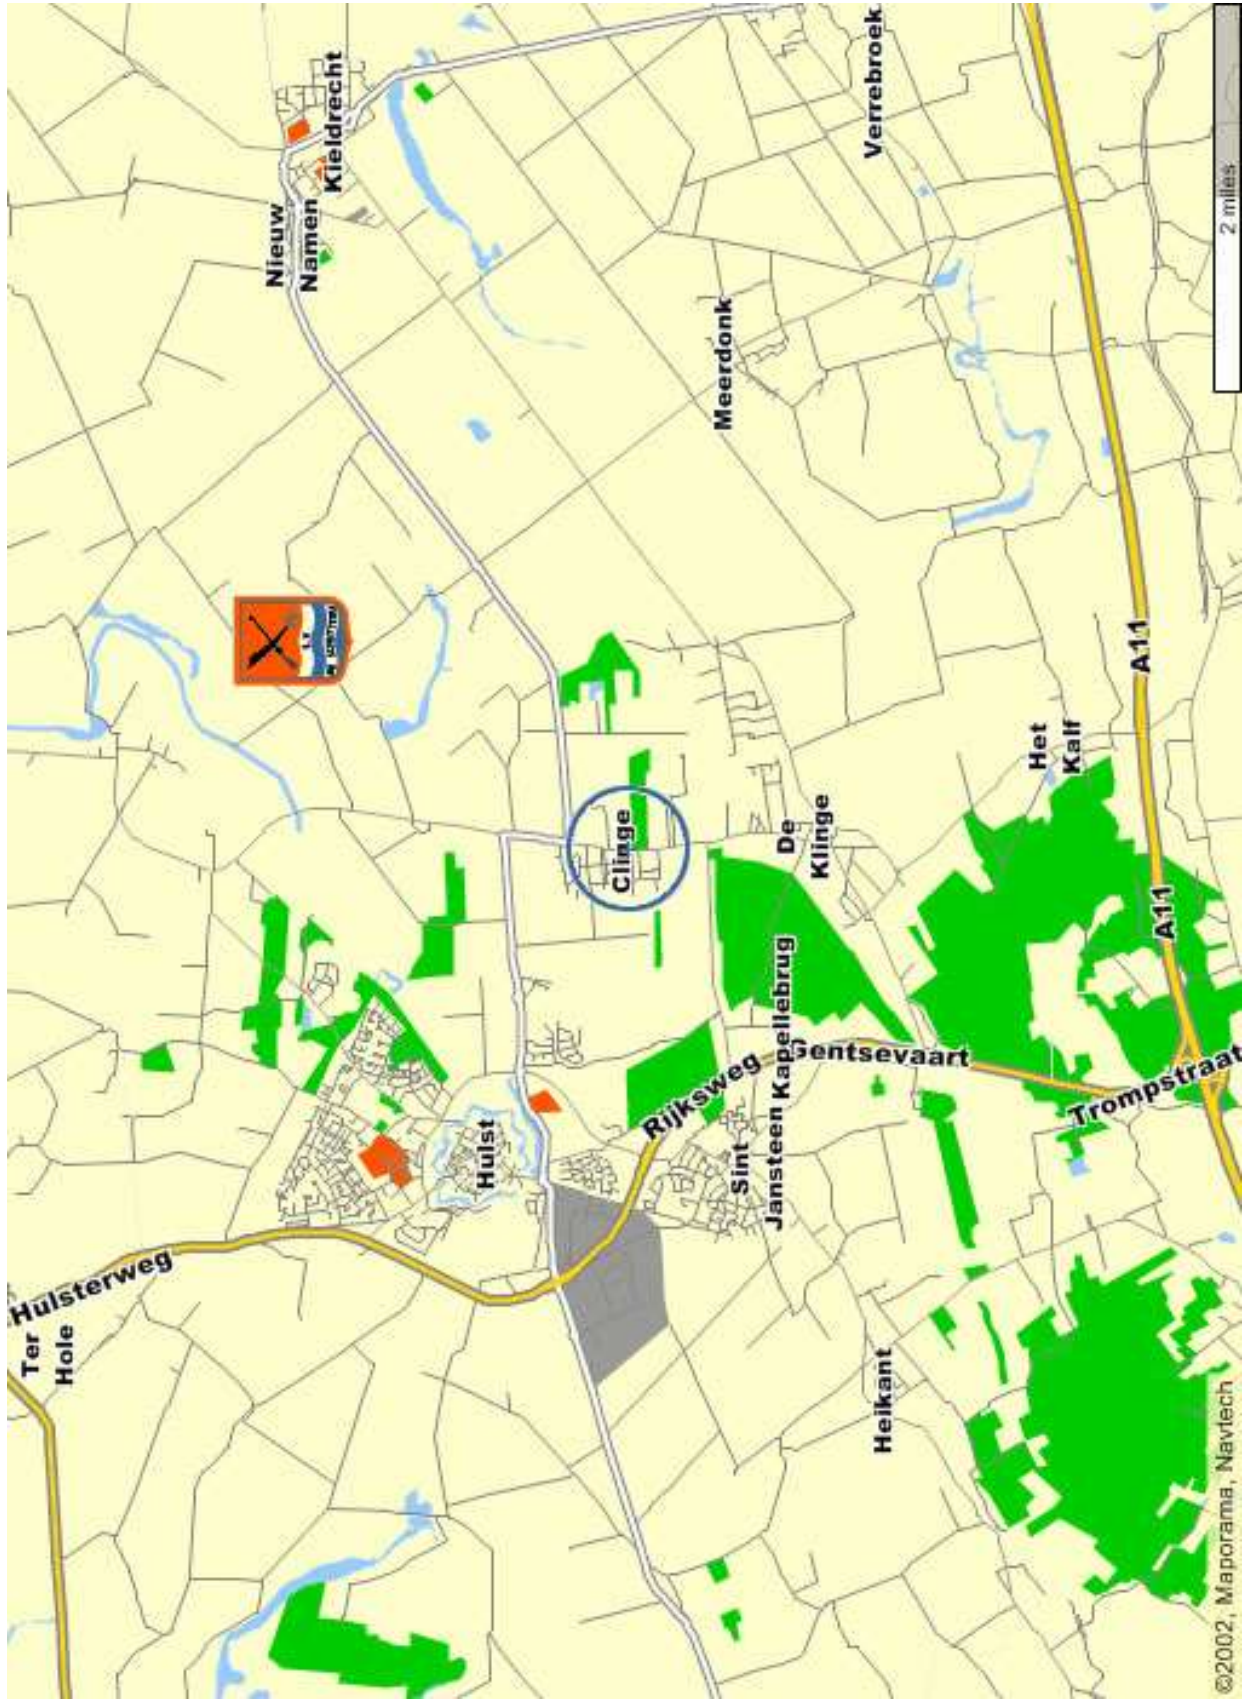 Ter
Hole
Hulsterweg
Nieuw
Namen
Kieldrecht
Hulst
Clinge
Rijksweg
Meerdonk
Sint
Jansteen
Kapellebrug
De
Klinge
Verrebroek
Gentsevaart
Heikant
Het
Kalf
A11
A11
Trompstraat
2 miles
©2002, Maporama, Navtech